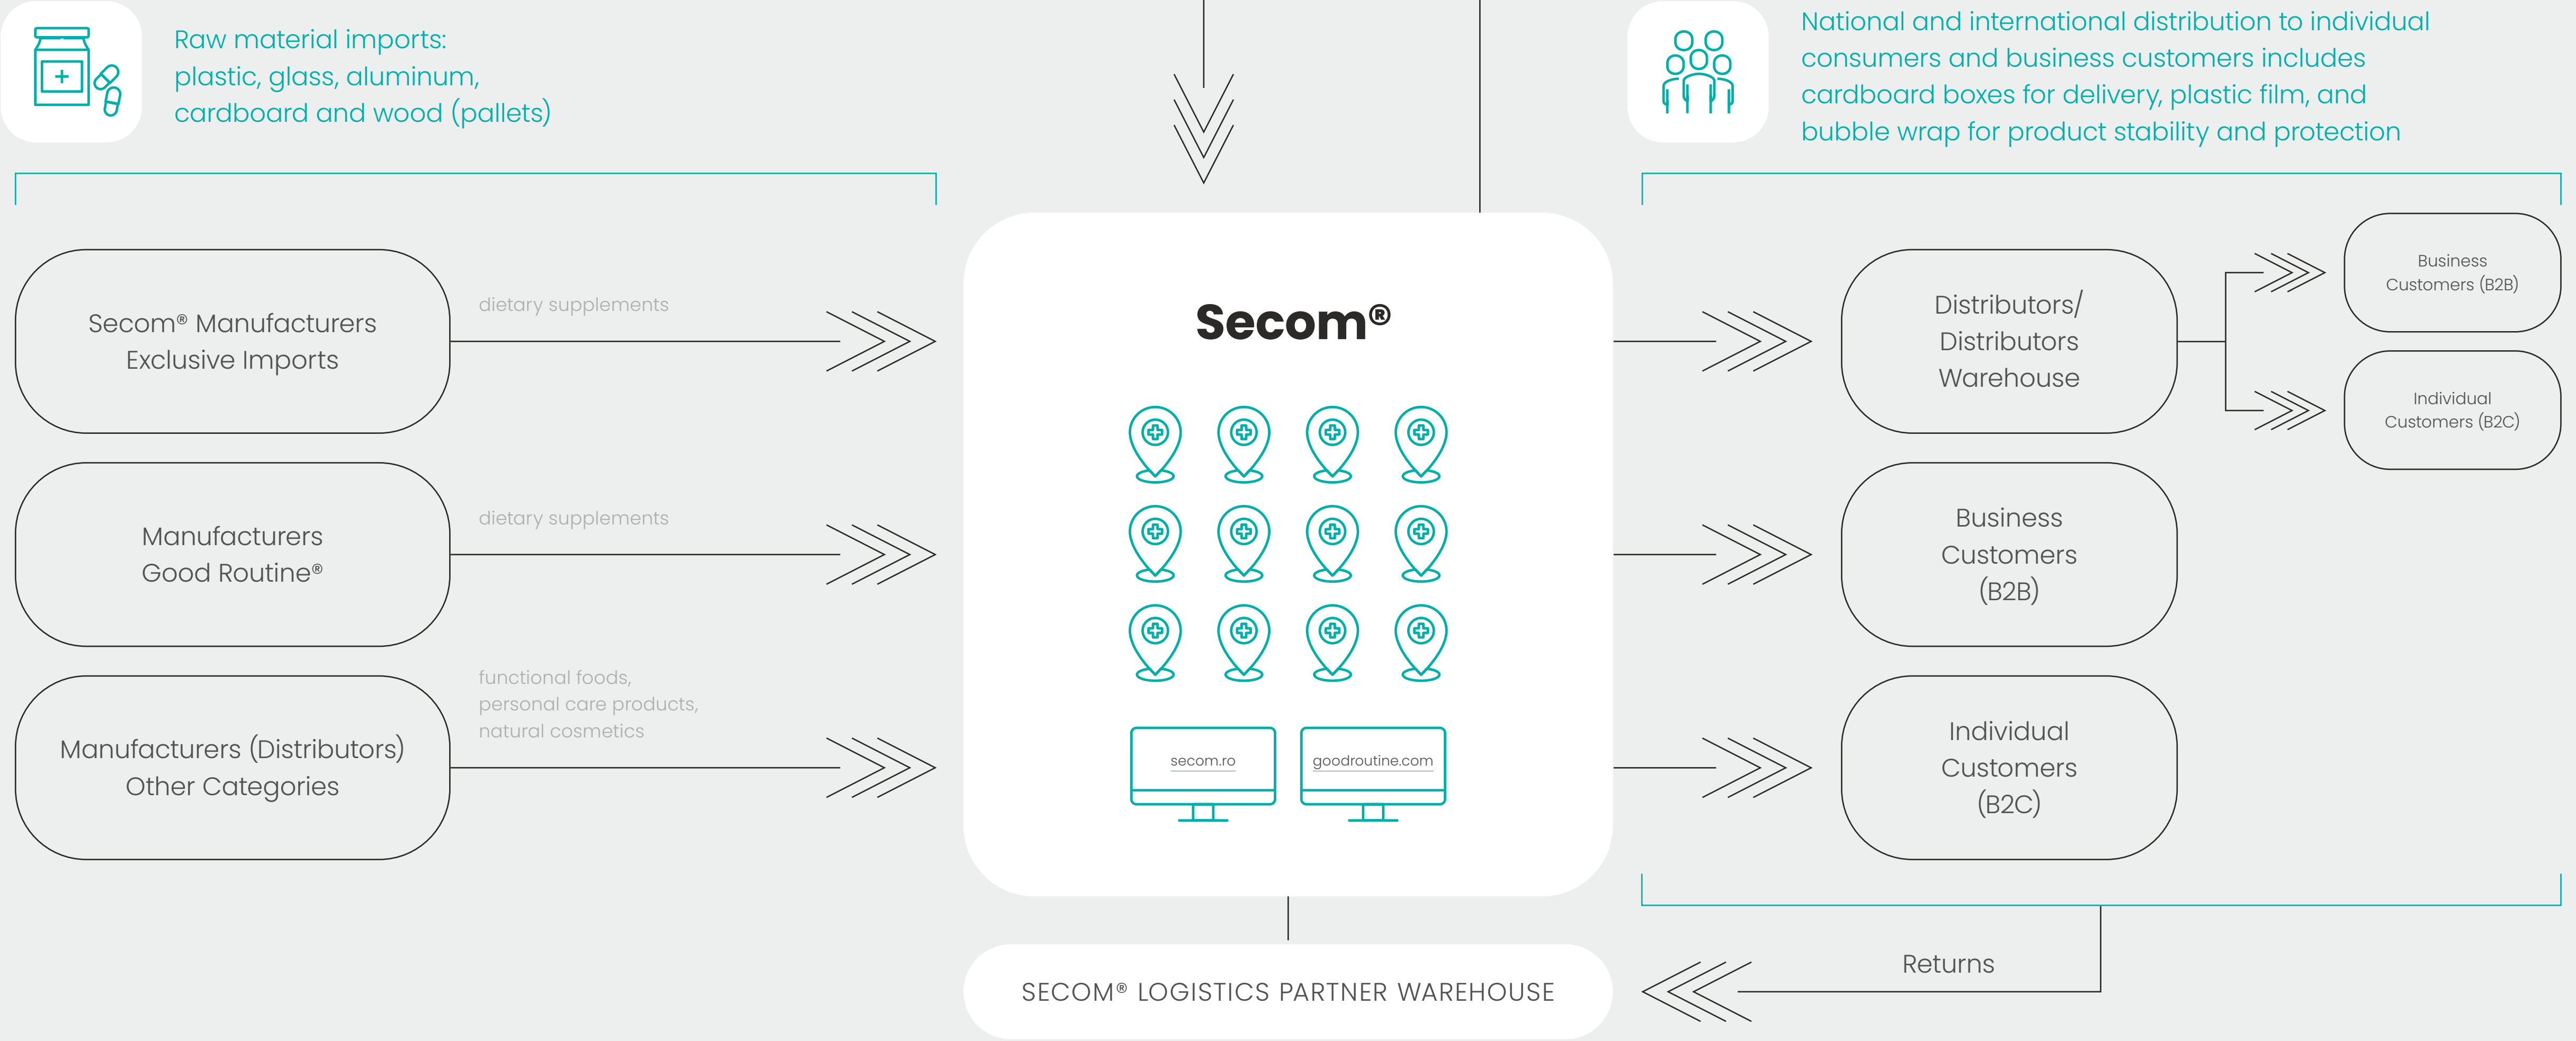 Raw material imports:
plastic, glass, aluminum,
cardboard and wood (pallets)
National and international distribution to individual
consumers and business customers includes
cardboard boxes for delivery, plastic film, and
bubble wrap for product stability and protection
Secom® Manufacturers
Exclusive Imports
dietary supplements
Manufacturers
Good Routine®
dietary supplements
Manufacturers (Distributors)
Other Categories
functional foods,
personal care products,
natural cosmetics
Secom®
secom.ro
goodroutine.com
Distributors/
Distributors
Warehouse
Business
Customers (B2B)
Individual
Customers (B2C)
Business
Customers
(B2B)
Individual
Customers
(B2C)
Returns
SECOM® LOGISTICS PARTNER WAREHOUSE